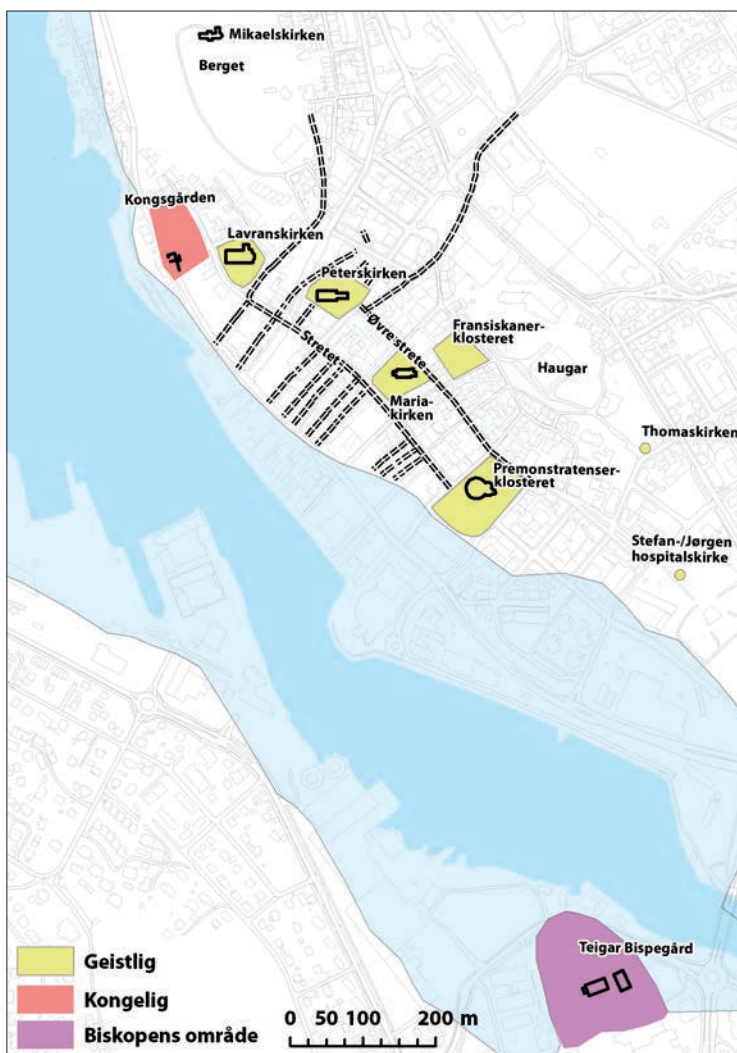 Mikaelskirken
Berget
Kongsgården
Lavranskirken
Peterskirken
Øvre strete
Stretet
Fransiskaner-
klosteret
Haugar
Maria-
kirken
Thomaskirken
Premonstratenser-
klosteret
Stefan-/Jørgen
hospitalskirke
Teigar Bispegård
Geistlig
Kongelig
Biskopens område
0 50 100 200 m